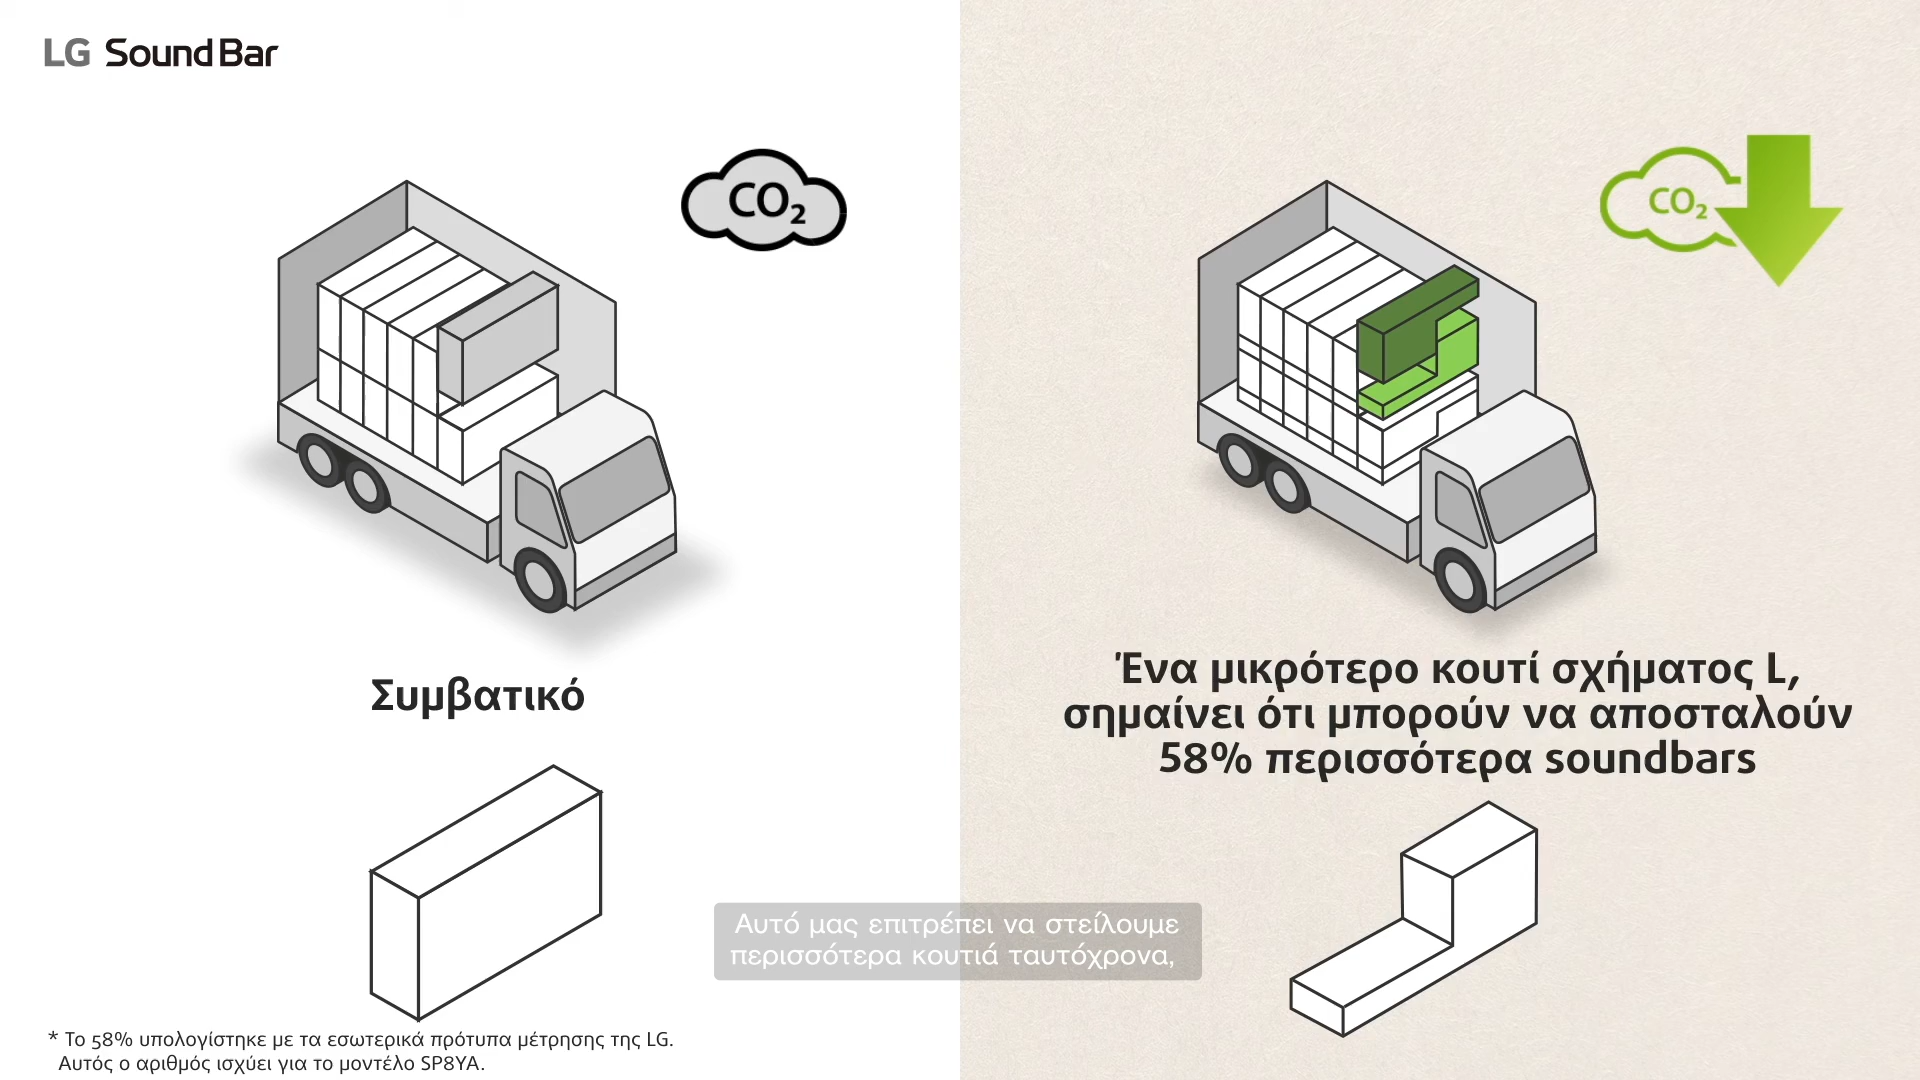 LG Sound Bar
CO₂
CO₂
Συμβατικό
Ένα μικρότερο κουτί σχήματος L,
σημαίνει ότι μπορούν να αποσταλούν
58% περισσότερα soundbars
Αυτό μας επιτρέπει να στείλουμε
περισσότερα κουτιά ταυτόχρονα,
* Το 58% υπολογίστηκε με τα εσωτερικά πρότυπα μέτρησης της LG.
Αυτός ο αριθμός ισχύει για το μοντέλο SP8YA.